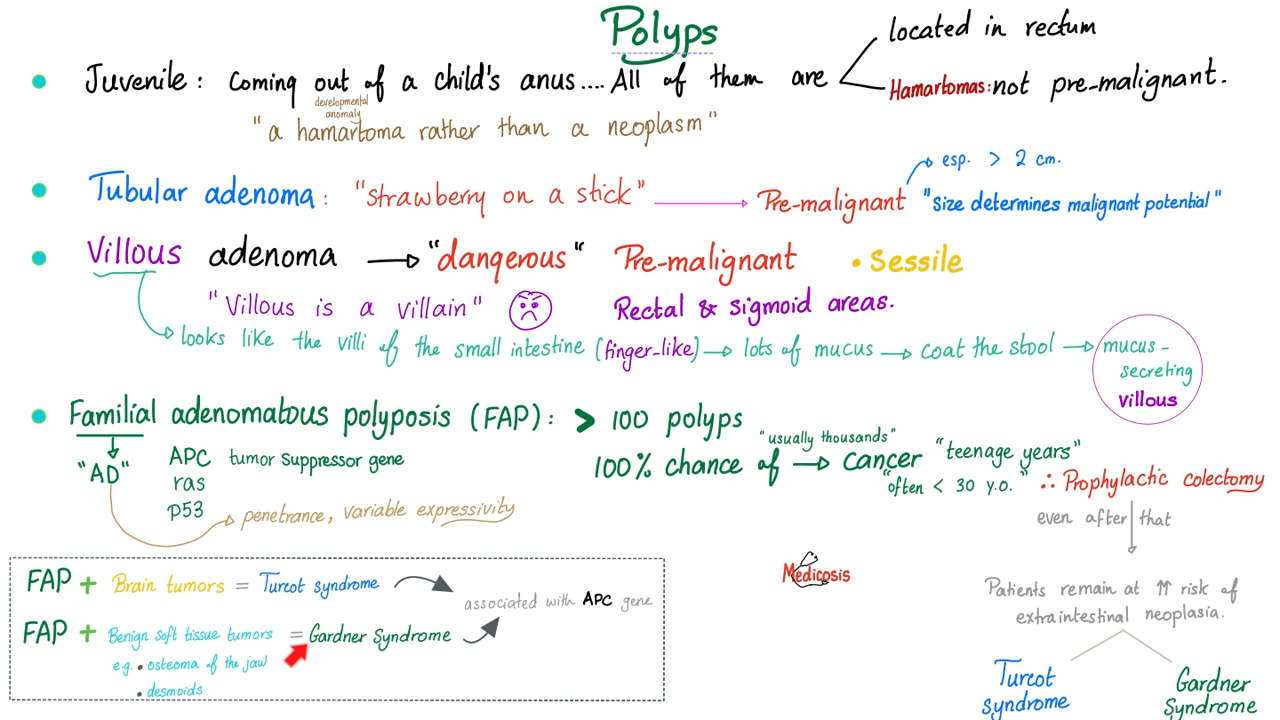 Polyps
Juvenile: Coming out of a child's anus.... All of them are
located in rectum
Hamartomas: not pre-malignant.
developmental
anomaly
"a hamartoma rather than a neoplasm"
Tubular adenoma: "strawberry on a stick" Pre-malignant
esp. > 2 cm.
"Size determines malignant potential"
Villous adenoma → "dangerous" Pre-malignant • Sessile
"Villous is a villain" Rectal & sigmoid areas.
looks like the villi of the small intestine (finger-like) → lots of mucus → coat the stool → mucus-
secreting
villous
Familial adenomatous polyposis (FAP): > 100 polyps
"usually thousands"
"AD"
APC tumor suppressor gene
ras
p53
100% chance of → cancer "teenage years"
"often < 30 y.o."
∴ Prophylactic colectomy
penetrance, variable expressivity
even after that
Patients remain at ↑↑ risk of
extraintestinal neoplasia.
Turcot
syndrome
Gardner
Syndrome
FAP + Brain tumors = Turcot syndrome
associated with APC gene
FAP + Benign soft tissue tumors = Gardner Syndrome
e.g. • osteoma of the jaw
• desmoids
Medicosis